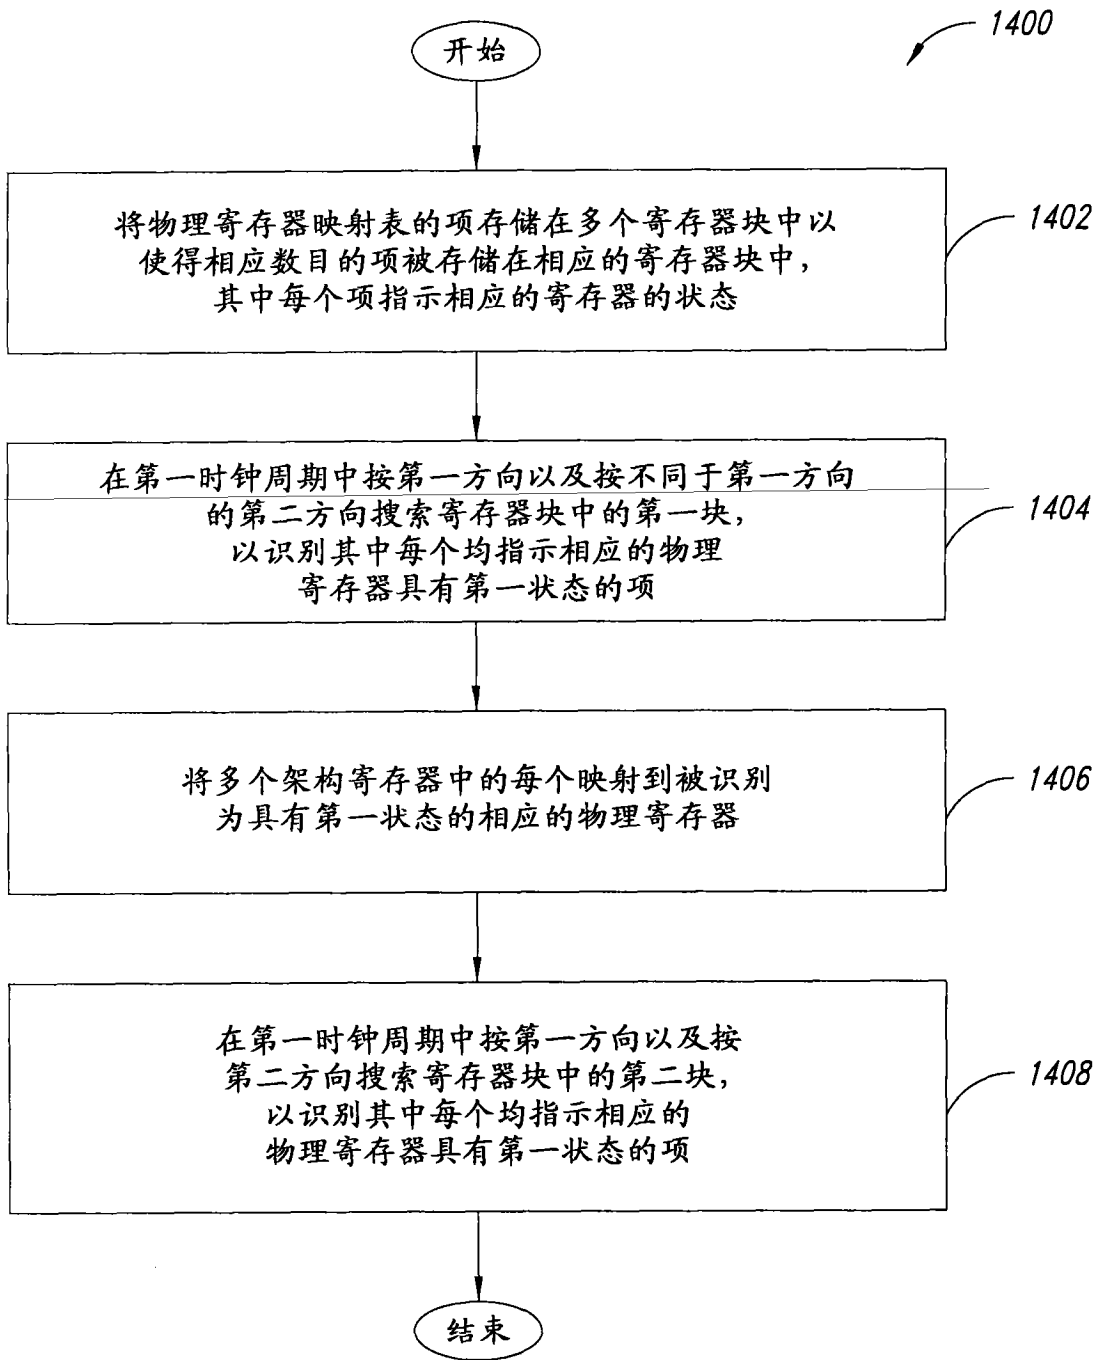 1400
开始
将物理寄存器映射表的项存储在多个寄存器块中以
使得相应数目的项被存储在相应的寄存器块中，
其中每个项指示相应的寄存器的状态
1402
在第一时钟周期中按第一方向以及按不同于第一方向
的第二方向搜索寄存器块中的第一块，
以识别其中每个均指示相应的物理
寄存器具有第一状态的项
1404
将多个架构寄存器中的每个映射到被识别
为具有第一状态的相应的物理寄存器
1406
在第一时钟周期中按第一方向以及按
第二方向搜索寄存器块中的第二块，
以识别其中每个均指示相应的
物理寄存器具有第一状态的项
1408
结束